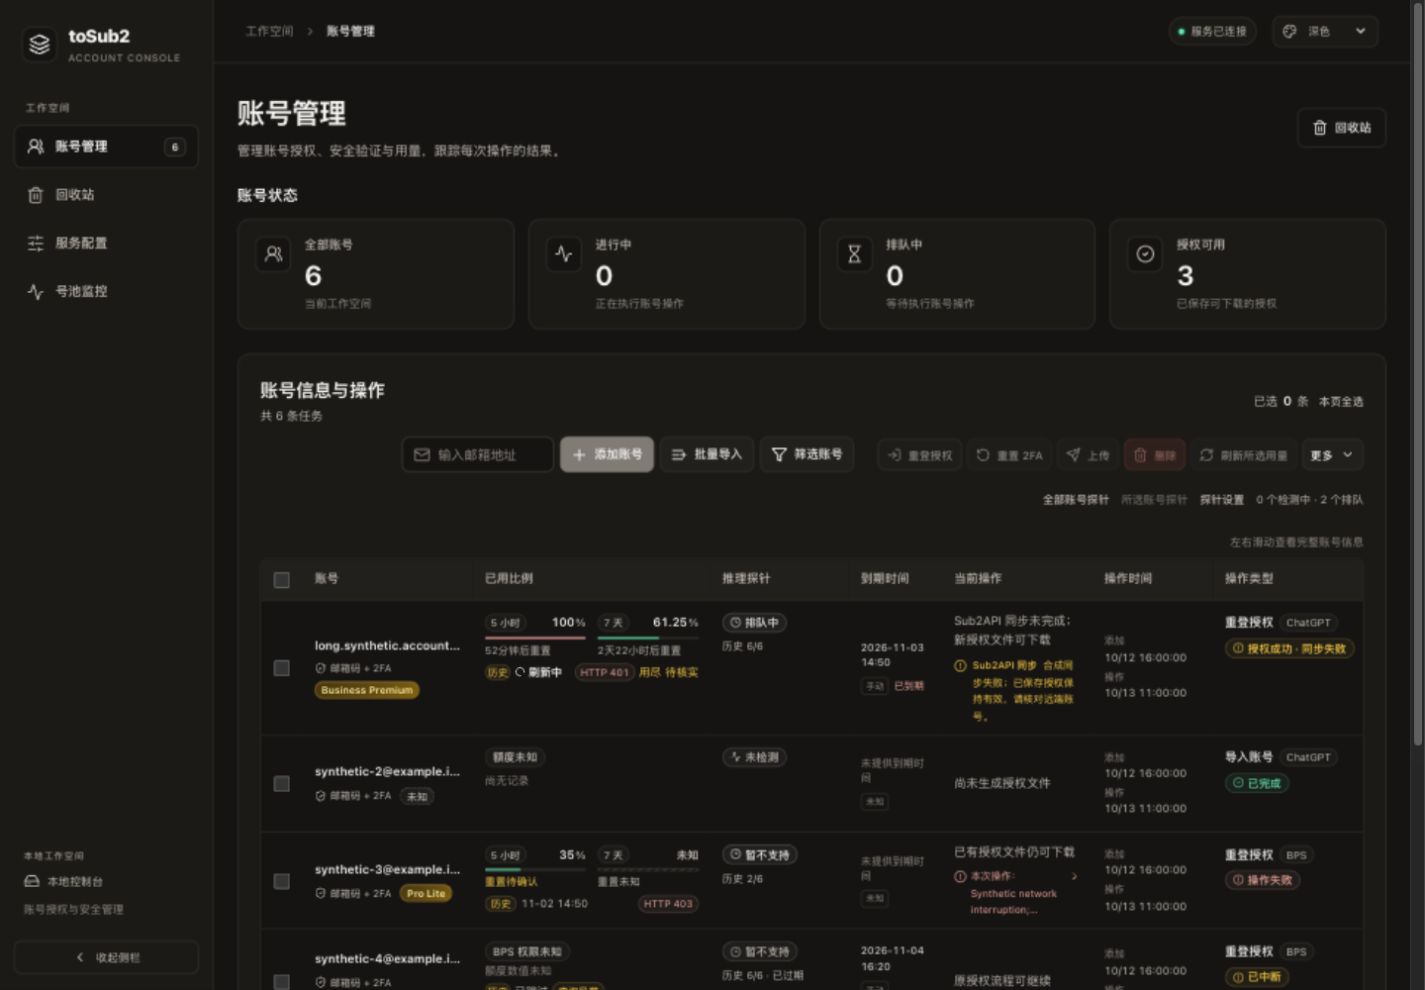 toSub2
ACCOUNT CONSOLE
工作空间
账号管理 6
回收站
服务配置
号池监控
本地工作空间
本地控制台
账号授权与安全管理
收起侧栏
工作空间 > 账号管理
服务已连接
深色
账号管理
管理账号授权、安全验证与用量，跟踪每次操作的结果。
回收站
账号状态
全部账号
6
当前工作空间
进行中
0
正在执行账号操作
排队中
0
等待执行账号操作
授权可用
3
已保存可下载的授权
账号信息与操作
共 6 条任务
已选 0 条 本页全选
输入邮箱地址
添加账号
批量导入
筛选账号
重登授权
重置 2FA
上传
删除
刷新所选用量
更多
全部账号探针 所选账号探针 探针设置 0 个检测中 · 2 个排队
左右滑动查看完整账号信息
账号 已用比例 推理探针 到期时间 当前操作 操作时间 操作类型
long.synthetic.account...
邮箱码 + 2FA
Business Premium
5 小时 100% 7 天 61.25%
52分钟后重置 2天22小时后重置
历史 刷新中 HTTP 401 用尽 待核实
排队中
历史 6/6
2026-11-03
14:50
手动 已到期
Sub2API 同步未完成；
新授权文件可下载
Sub2API 同步 合成同
步失败；已保存授权保
持有效，请核对远端账
号。
添加
10/12 16:00:00
操作
10/13 11:00:00
重登授权 ChatGPT
授权成功 · 同步失败
synthetic-2@example.i...
邮箱码 + 2FA 未知
额度未知
尚无记录
未检测
未提供到期时
间
未知
尚未生成授权文件
添加
10/12 16:00:00
操作
10/13 11:00:00
导入账号 ChatGPT
已完成
synthetic-3@example.i...
邮箱码 + 2FA Pro Lite
5 小时 35% 7 天 未知
重置待确认 重置未知
历史 11-02 14:50 HTTP 403
暂不支持
历史 2/6
未提供到期时
间
未知
已有授权文件仍可下载
本次操作：
Synthetic network
interruption;...
添加
10/12 16:00:00
操作
10/13 11:00:00
重登授权 BPS
操作失败
synthetic-4@example.i...
邮箱码 + 2FA
BPS 权限未知
额度数值未知
暂不支持
历史 6/6 · 已过期
2026-11-04
16:20
原授权流程可继续
添加
10/12 16:00:00
重登授权 BPS
已中断